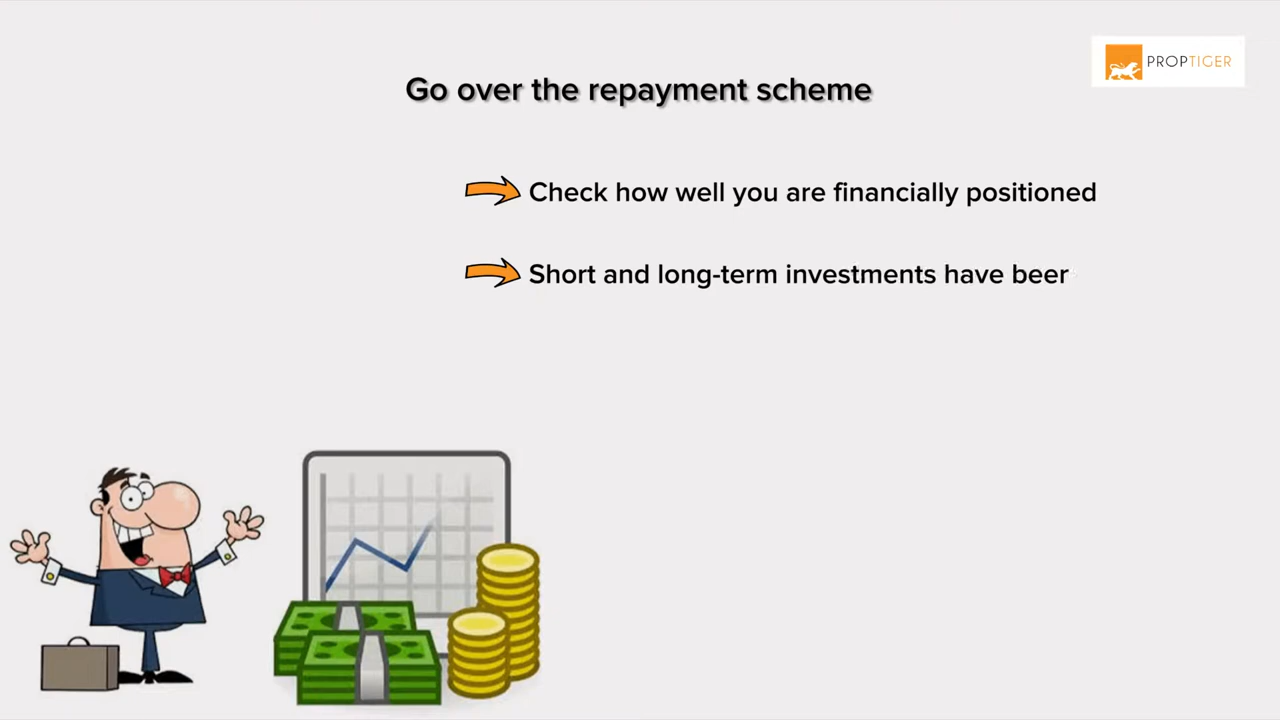 PROPTIGER
Go over the repayment scheme
Check how well you are financially positioned
Short and long-term investments have beer